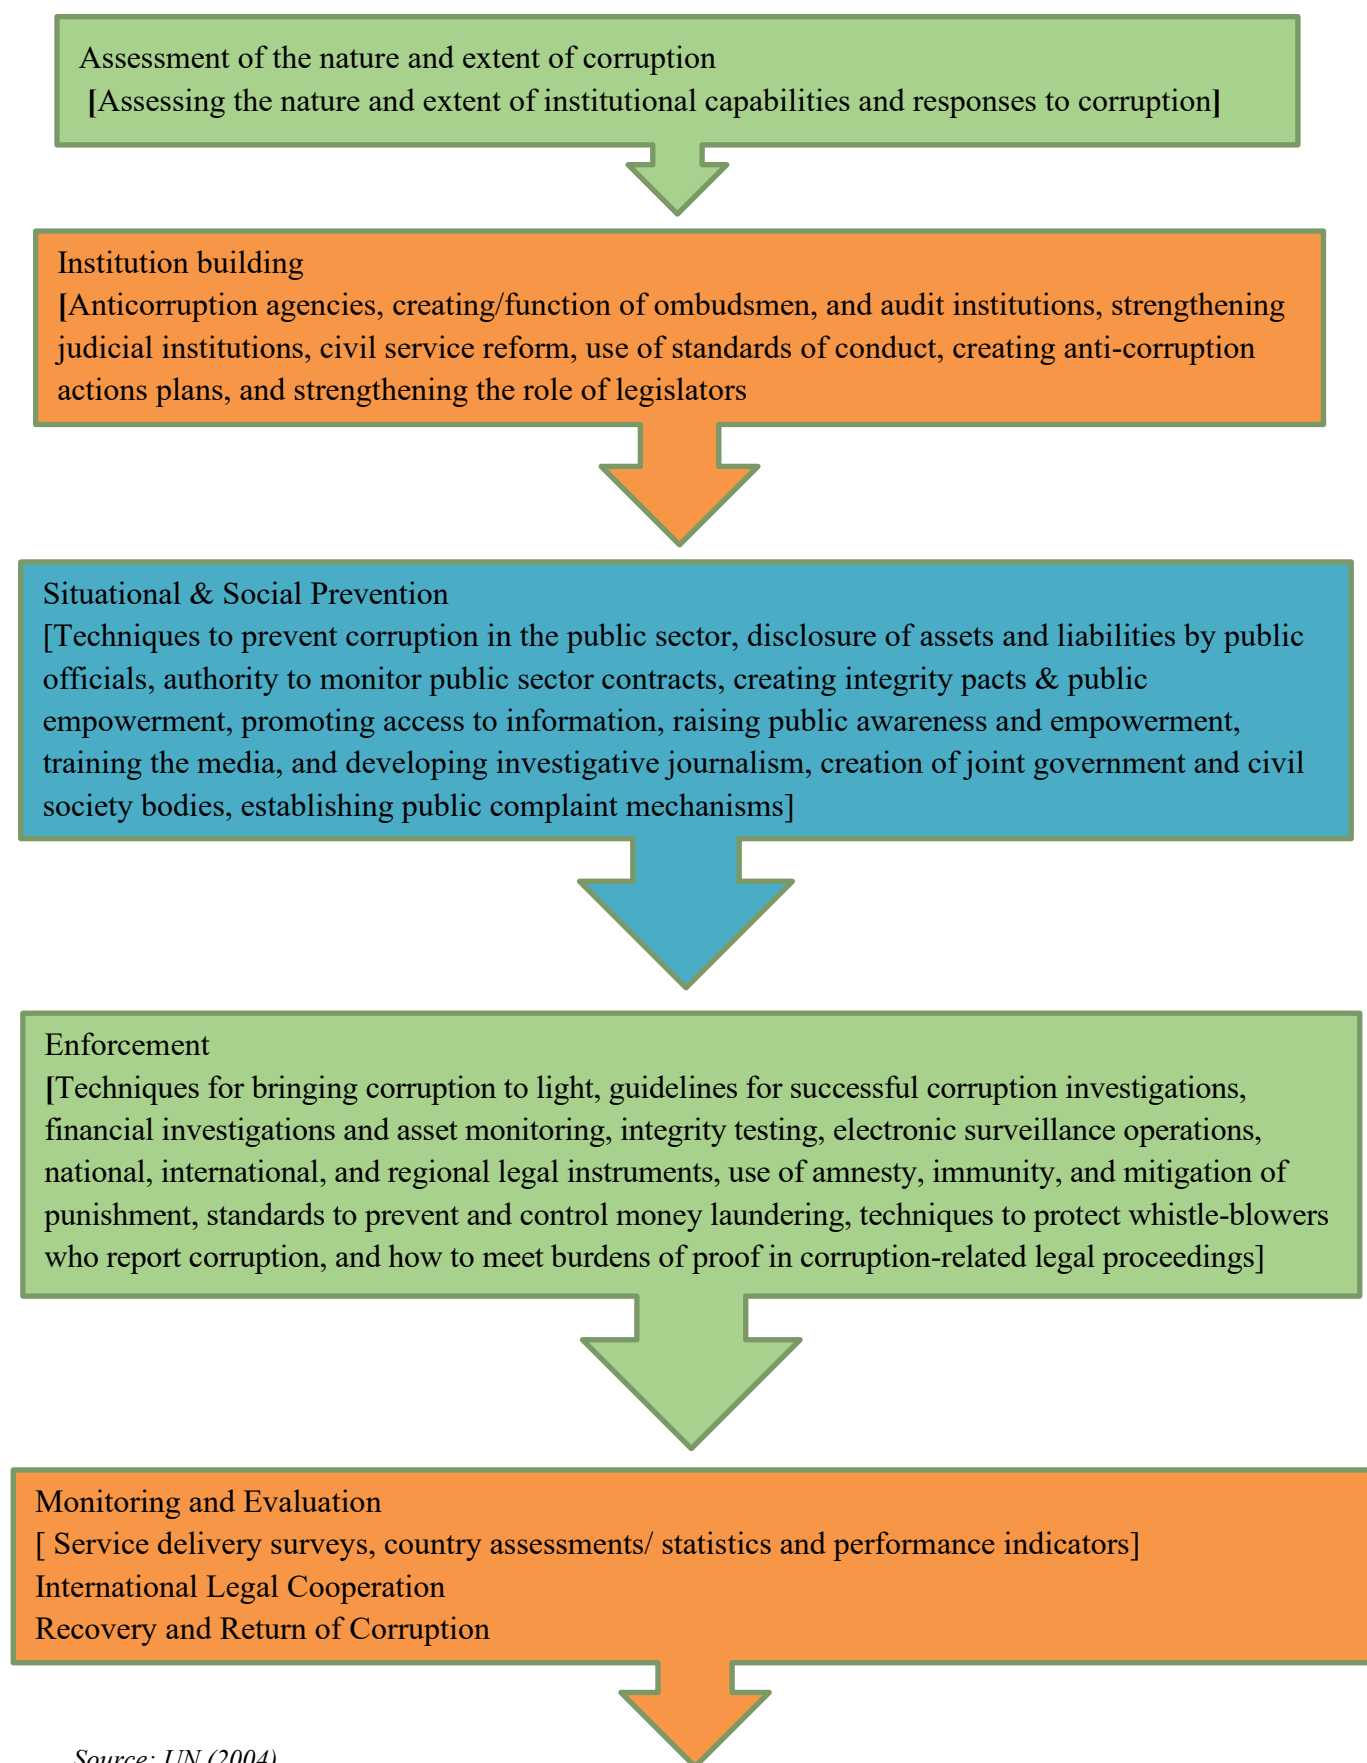 Assessment of the nature and extent of corruption
[Assessing the nature and extent of institutional capabilities and responses to corruption]
Institution building
[Anticorruption agencies, creating/function of ombudsmen, and audit institutions, strengthening
judicial institutions, civil service reform, use of standards of conduct, creating anti-corruption
actions plans, and strengthening the role of legislators
Situational & Social Prevention
[Techniques to prevent corruption in the public sector, disclosure of assets and liabilities by public
officials, authority to monitor public sector contracts, creating integrity pacts & public
empowerment, promoting access to information, raising public awareness and empowerment,
training the media, and developing investigative journalism, creation of joint government and civil
society bodies, establishing public complaint mechanisms]
Enforcement
[Techniques for bringing corruption to light, guidelines for successful corruption investigations,
financial investigations and asset monitoring, integrity testing, electronic surveillance operations,
national, international, and regional legal instruments, use of amnesty, immunity, and mitigation of
punishment, standards to prevent and control money laundering, techniques to protect whistle-blowers
who report corruption, and how to meet burdens of proof in corruption-related legal proceedings]
Monitoring and Evaluation
[ Service delivery surveys, country assessments/ statistics and performance indicators]
International Legal Cooperation
Recovery and Return of Corruption
Source: UN (2004)